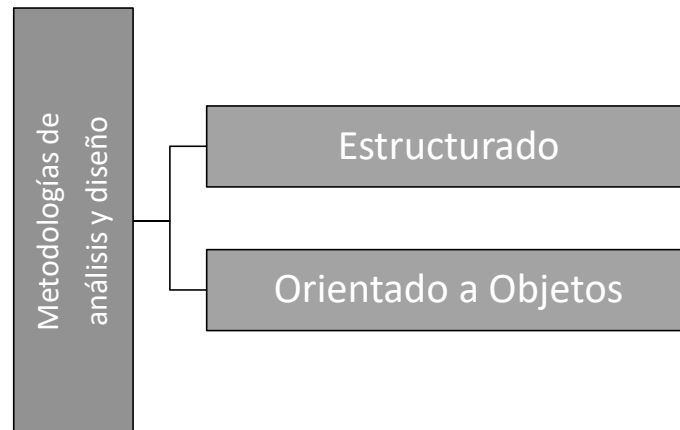 Metodologías de
análisis y diseño
Estructurado
Orientado a Objetos